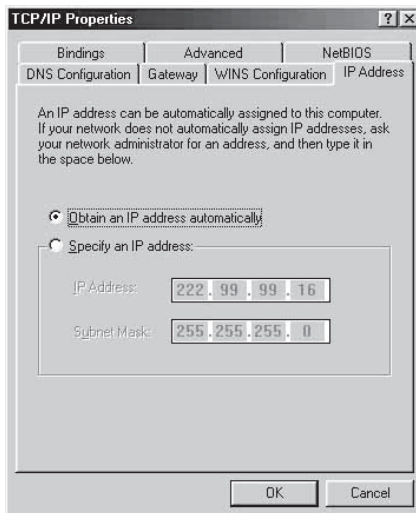 TCP/IP Properties
Bindings Advanced NetBIOS
DNS Configuration Gateway WINS Configuration IP Address
An IP address can be automatically assigned to this computer.
If your network does not automatically assign IP addresses, ask
your network administrator for an address, and then type it in
the space below.
Obtain an IP address automatically
Specify an IP address:
IP Address: 222 . 99 . 99 . 16
Subnet Mask: 255 . 255 . 255 . 0
OK Cancel